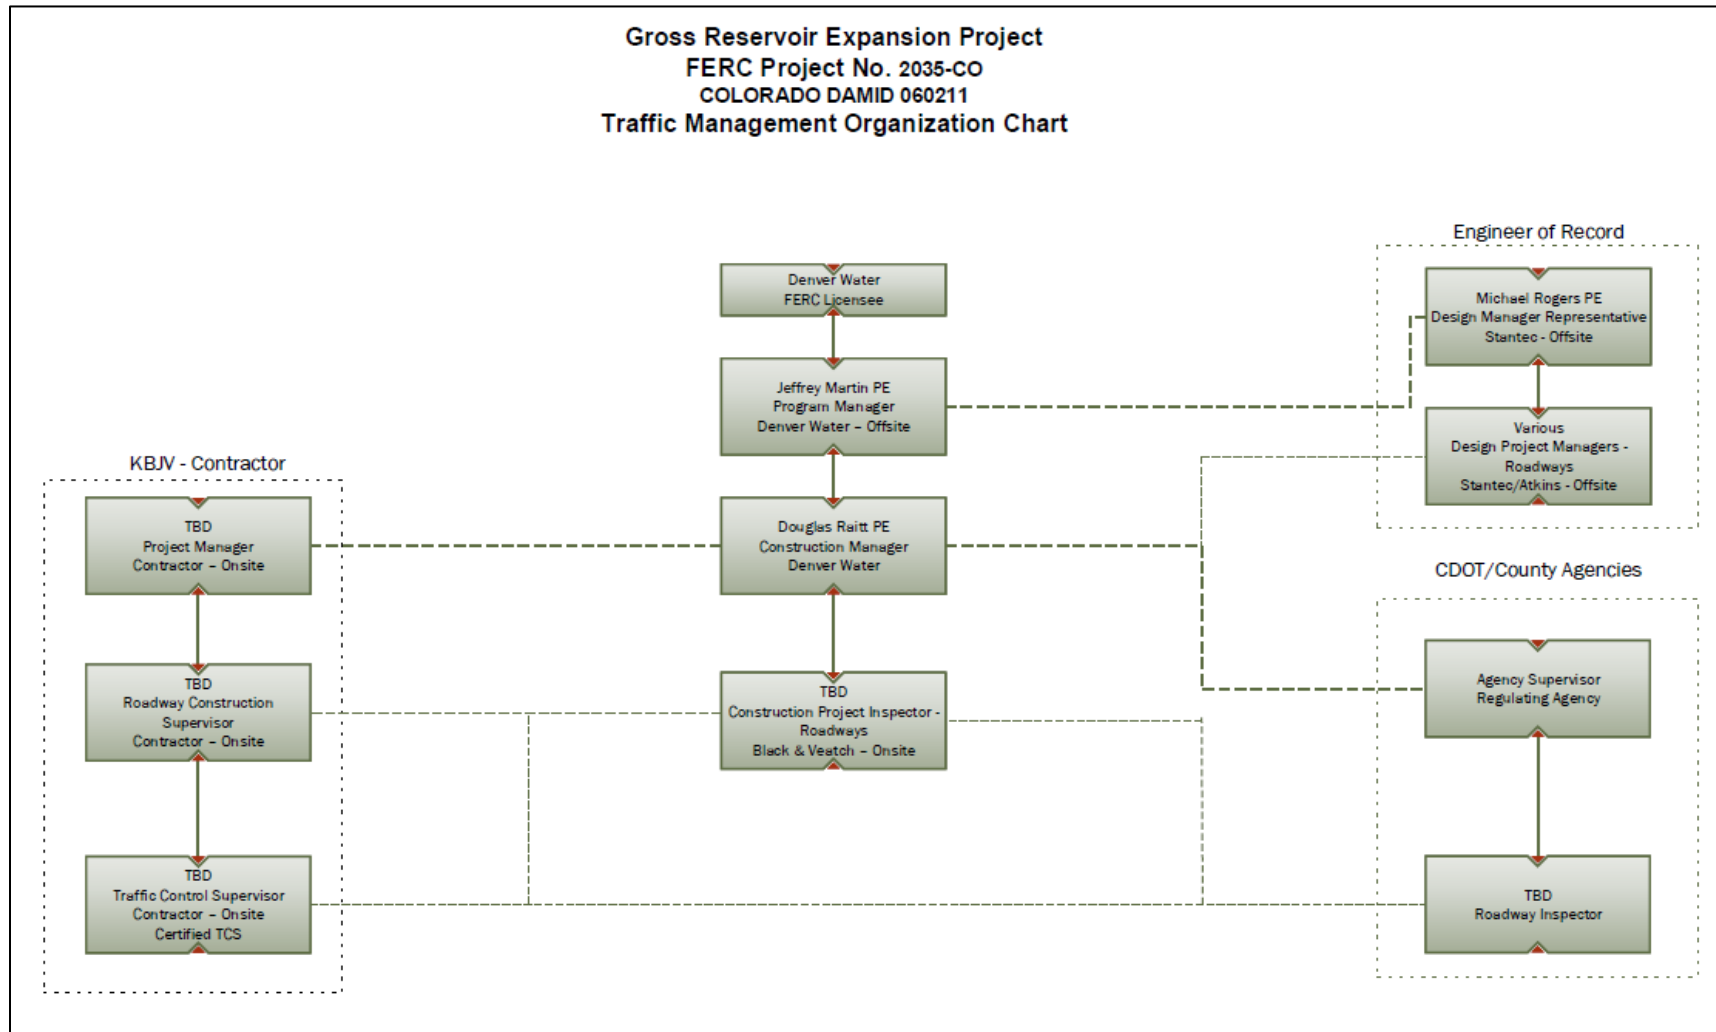 Gross Reservoir Expansion Project
FERC Project No. 2035-CO
COLORADO DAMID 060211
Traffic Management Organization Chart
Engineer of Record
Denver Water
FERC Licensee
Michael Rogers PE
Design Manager Representative
Stantec - Offsite
Jeffrey Martin PE
Program Manager
Denver Water – Offsite
Various
Design Project Managers -
Roadways
Stantec/Atkins - Offsite
KBJV - Contractor
TBD
Project Manager
Contractor – Onsite
Douglas Raitt PE
Construction Manager
Denver Water
CDOT/County Agencies
TBD
Roadway Construction
Supervisor
Contractor – Onsite
TBD
Construction Project Inspector -
Roadways
Black & Veatch – Onsite
Agency Supervisor
Regulating Agency
TBD
Traffic Control Supervisor
Contractor – Onsite
Certified TCS
TBD
Roadway Inspector